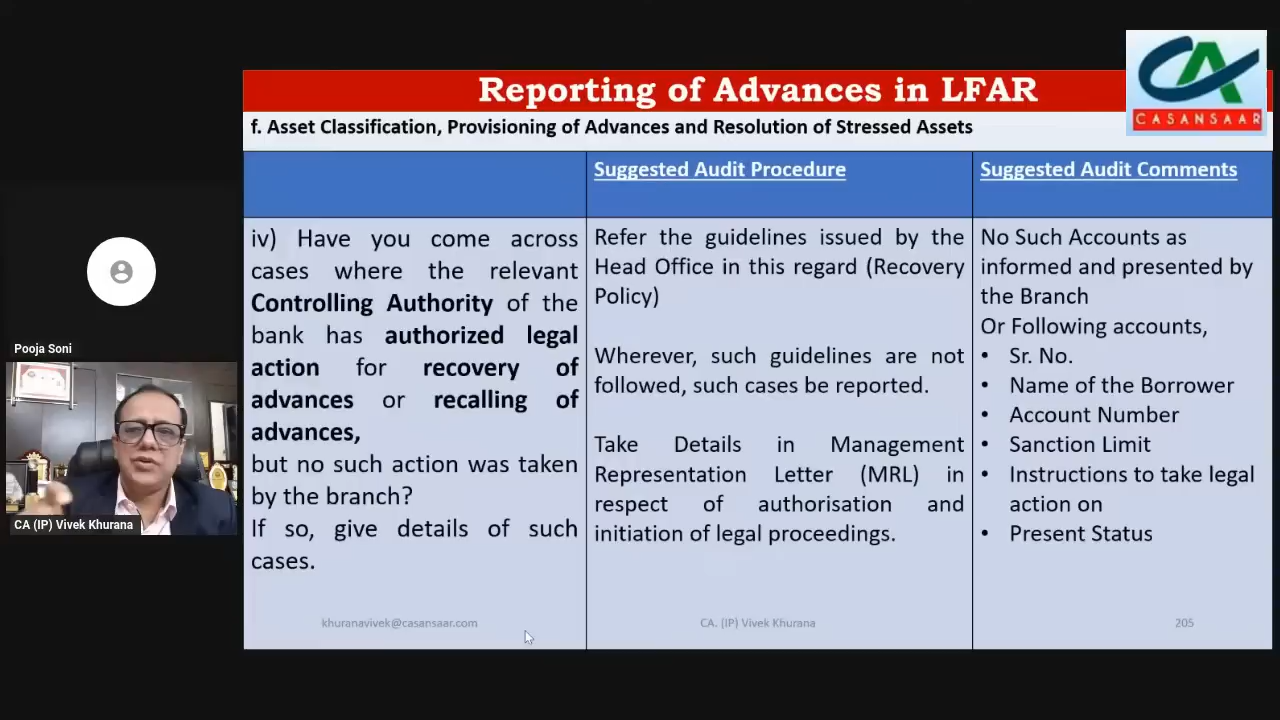 Reporting of Advances in LFAR
CA
CASANSAAR
f. Asset Classification, Provisioning of Advances and Resolution of Stressed Assets
Suggested Audit Procedure
Suggested Audit Comments
iv) Have you come across
cases where the relevant
Controlling Authority of the
bank has authorized legal
action for recovery of
advances or recalling of
advances,
but no such action was taken
by the branch?
If so, give details of such
cases.
Refer the guidelines issued by the
Head Office in this regard (Recovery
Policy)
Wherever, such guidelines are not
followed, such cases be reported.
Take Details in Management
Representation Letter (MRL) in
respect of authorisation and
initiation of legal proceedings.
No Such Accounts as
informed and presented by
the Branch
Or Following accounts,
• Sr. No.
• Name of the Borrower
• Account Number
• Sanction Limit
• Instructions to take legal
action on
• Present Status
Pooja Soni
CA (IP) Vivek Khurana
khuranavivek@casansaar.com
CA. (IP) Vivek Khurana
205